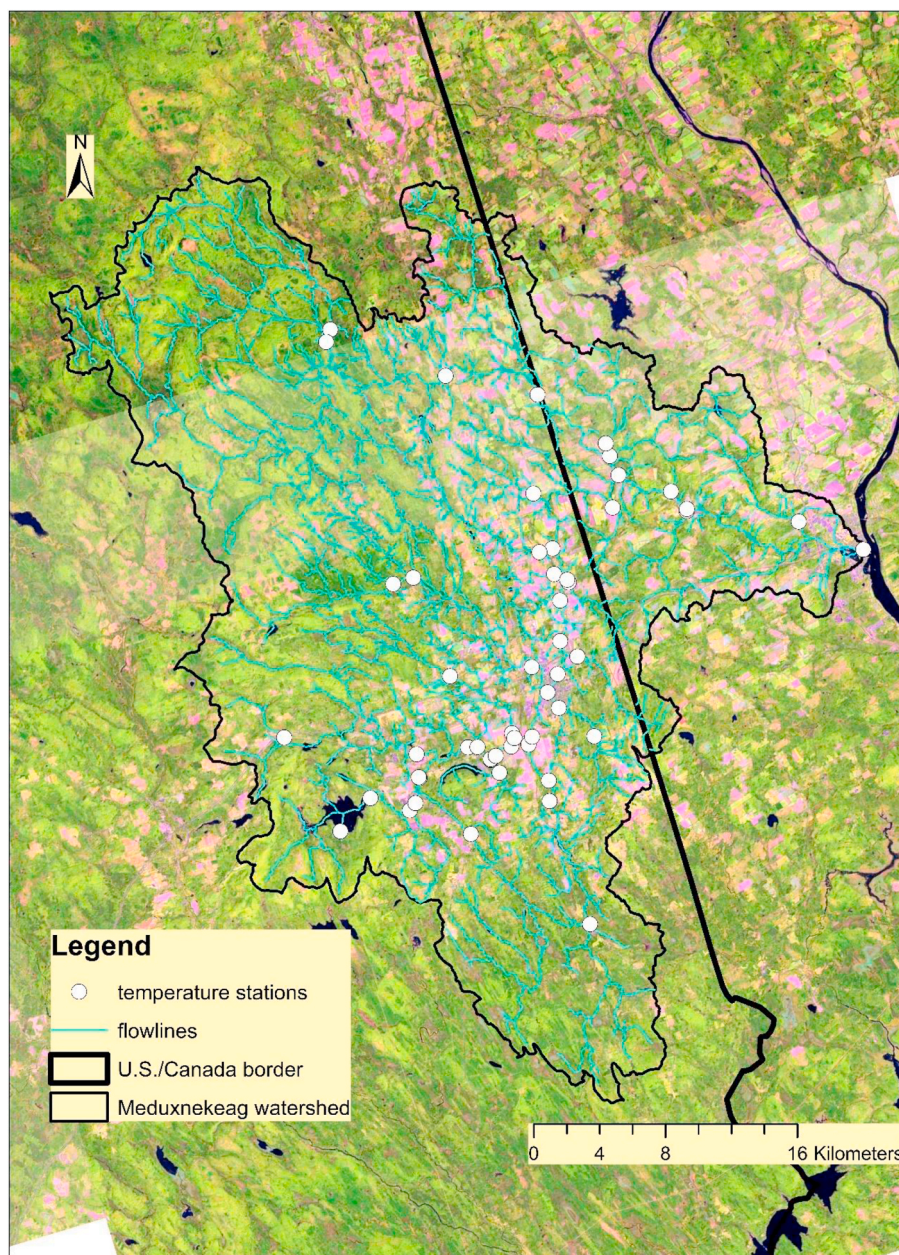 N
Legend
temperature stations
flowlines
U.S./Canada border
Meduxnekeag watershed
0 4 8 16 Kilometers